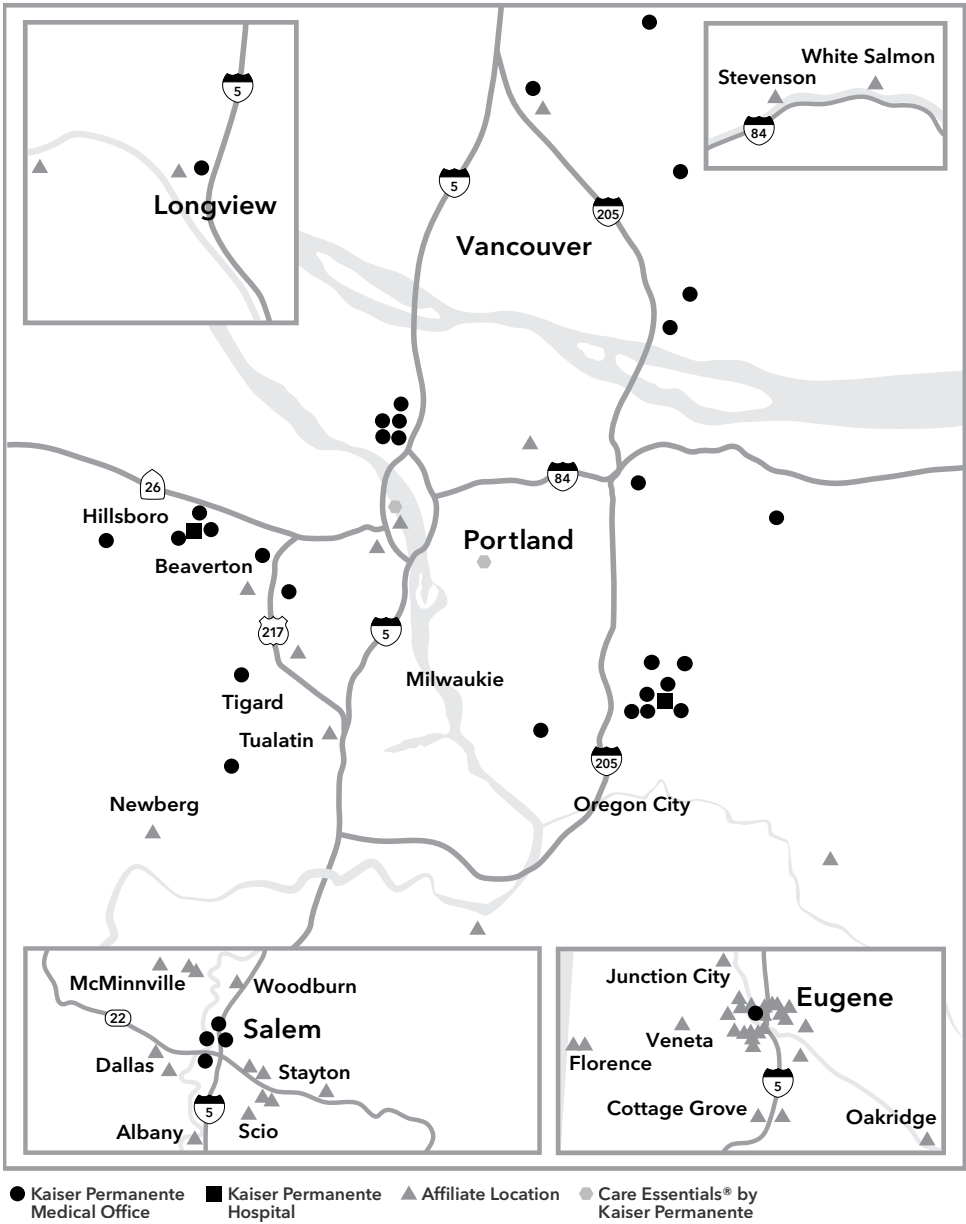 5
Longview
White Salmon
Stevenson
84
5
205
Vancouver
84
26
Hillsboro
Beaverton
Portland
217
5
Milwaukie
Tigard
Tualatin
205
Newberg
Oregon City
McMinnville
Woodburn
22
Salem
Dallas
Stayton
5
Albany
Scio
Junction City
Eugene
Veneta
Florence
5
Cottage Grove
Oakridge
Kaiser Permanente
Medical Office
Kaiser Permanente
Hospital
Affiliate Location
Care Essentials® by
Kaiser Permanente